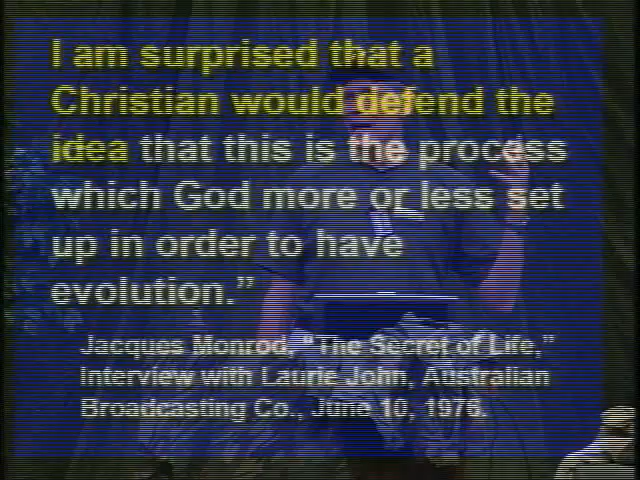 I am surprised that a
Christian would defend the
idea that this is the process
which God more or less set
up in order to have
evolution.”
Jacques Monrod, “The Secret of Life,”
Interview with Laurie John, Australian
Broadcasting Co., June 10, 1976.